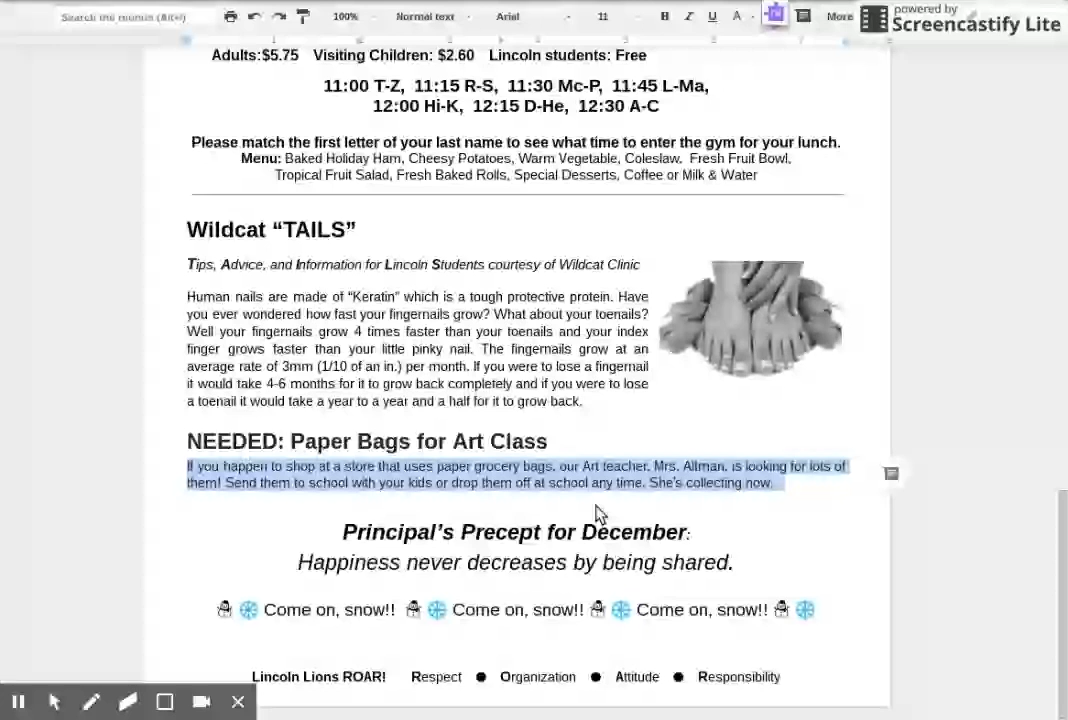 Search the menus (Alt+/)
100%
Normal text
Arial
11
B
I
U
A
More
powered by
Screencastify Lite
Adults:$5.75 Visiting Children: $2.60 Lincoln students: Free
11:00 T-Z, 11:15 R-S, 11:30 Mc-P, 11:45 L-Ma,
12:00 Hi-K, 12:15 D-He, 12:30 A-C
Please match the first letter of your last name to see what time to enter the gym for your lunch.
Menu: Baked Holiday Ham, Cheesy Potatoes, Warm Vegetable, Coleslaw, Fresh Fruit Bowl,
Tropical Fruit Salad, Fresh Baked Rolls, Special Desserts, Coffee or Milk & Water
Wildcat “TAILS”
Tips, Advice, and Information for Lincoln Students courtesy of Wildcat Clinic
Human nails are made of “Keratin” which is a tough protective protein. Have
you ever wondered how fast your fingernails grow? What about your toenails?
Well your fingernails grow 4 times faster than your toenails and your index
finger grows faster than your little pinky nail. The fingernails grow at an
average rate of 3mm (1/10 of an in.) per month. If you were to lose a fingernail
it would take 4-6 months for it to grow back completely and if you were to lose
a toenail it would take a year to a year and a half for it to grow back.
NEEDED: Paper Bags for Art Class
If you happen to shop at a store that uses paper grocery bags, our Art teacher, Mrs. Altman, is looking for lots of
them! Send them to school with your kids or drop them off at school any time. She's collecting now.
Principal’s Precept for December:
Happiness never decreases by being shared.
Come on, snow!! Come on, snow!! Come on, snow!!
Lincoln Lions ROAR! Respect ● Organization ● Attitude ● Responsibility